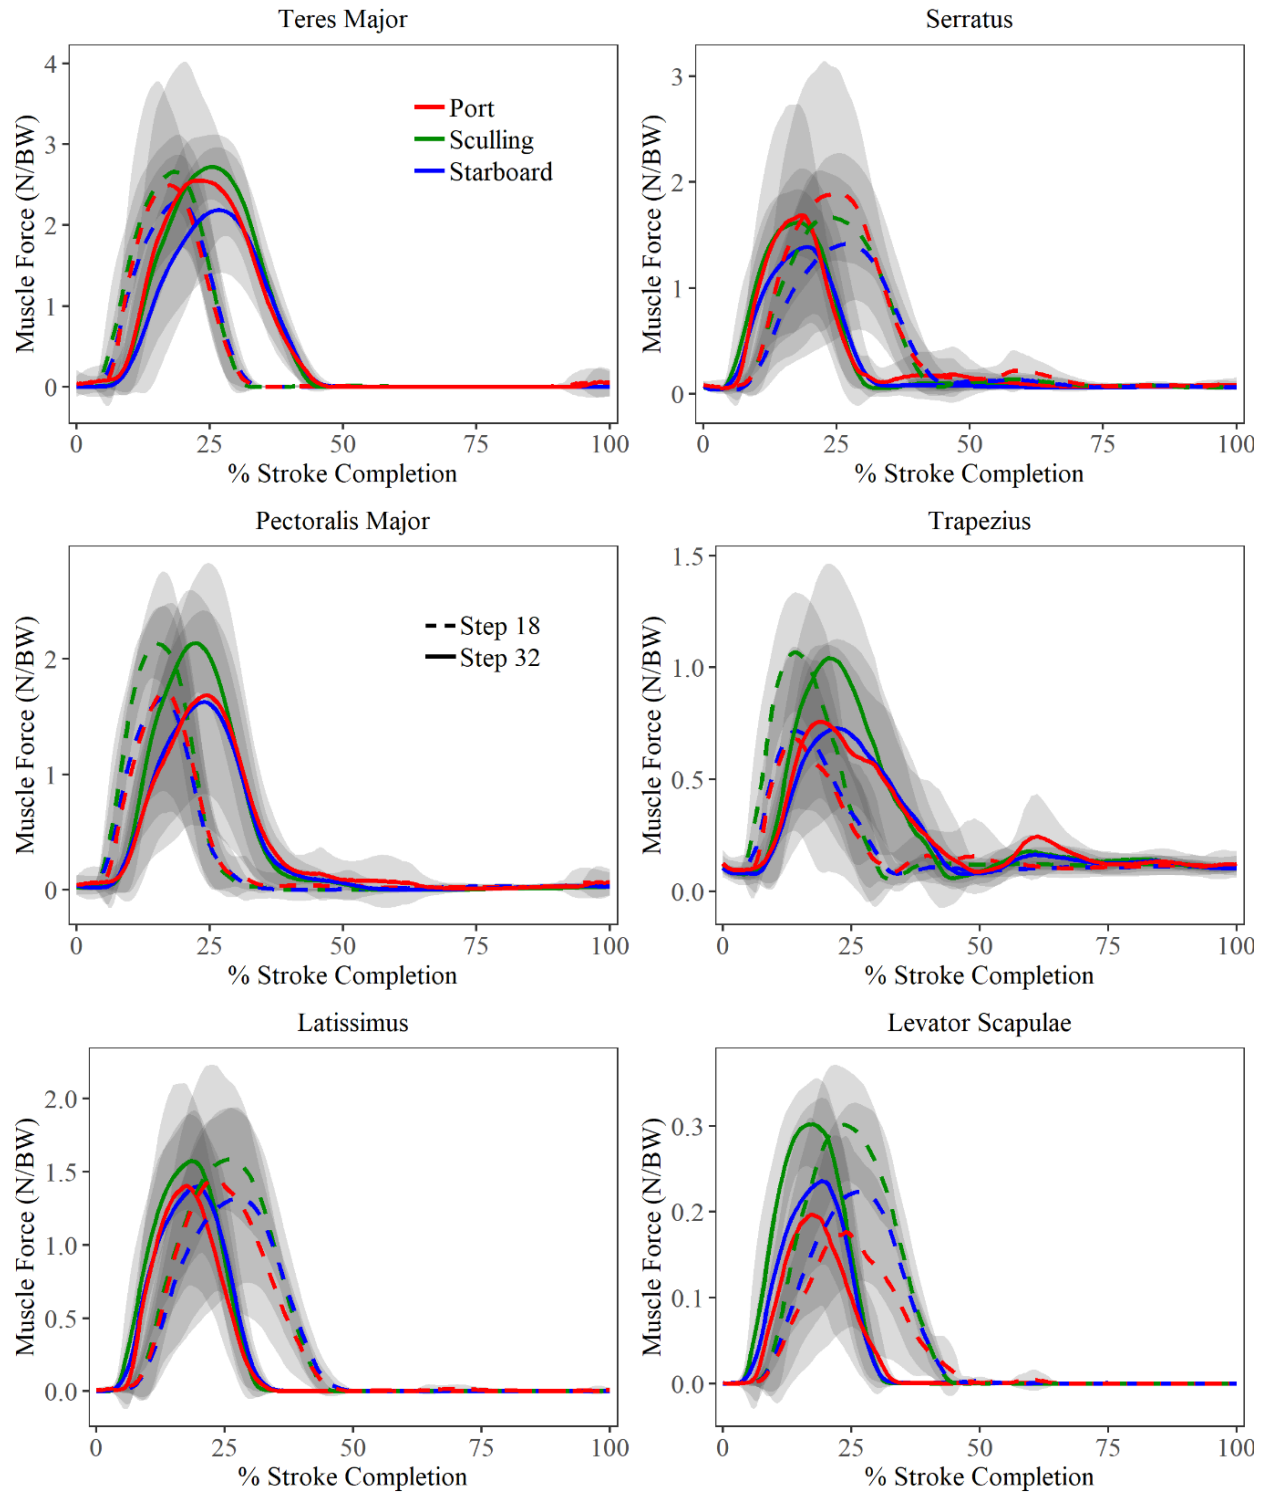 Teres Major
4
3
2
1
0
Muscle Force (N/BW)
Port
Sculling
Starboard
0 25 50 75 100
% Stroke Completion
Serratus
3
2
1
0
Muscle Force (N/BW)
0 25 50 75 100
% Stroke Completion
Pectoralis Major
2
1
0
Muscle Force (N/BW)
Step 18
Step 32
0 25 50 75 100
% Stroke Completion
Trapezius
1.5
1.0
0.5
0.0
Muscle Force (N/BW)
0 25 50 75 100
% Stroke Completion
Latissimus
2.0
1.5
1.0
0.5
0.0
Muscle Force (N/BW)
0 25 50 75 100
% Stroke Completion
Levator Scapulae
0.3
0.2
0.1
0.0
Muscle Force (N/BW)
0 25 50 75 100
% Stroke Completion